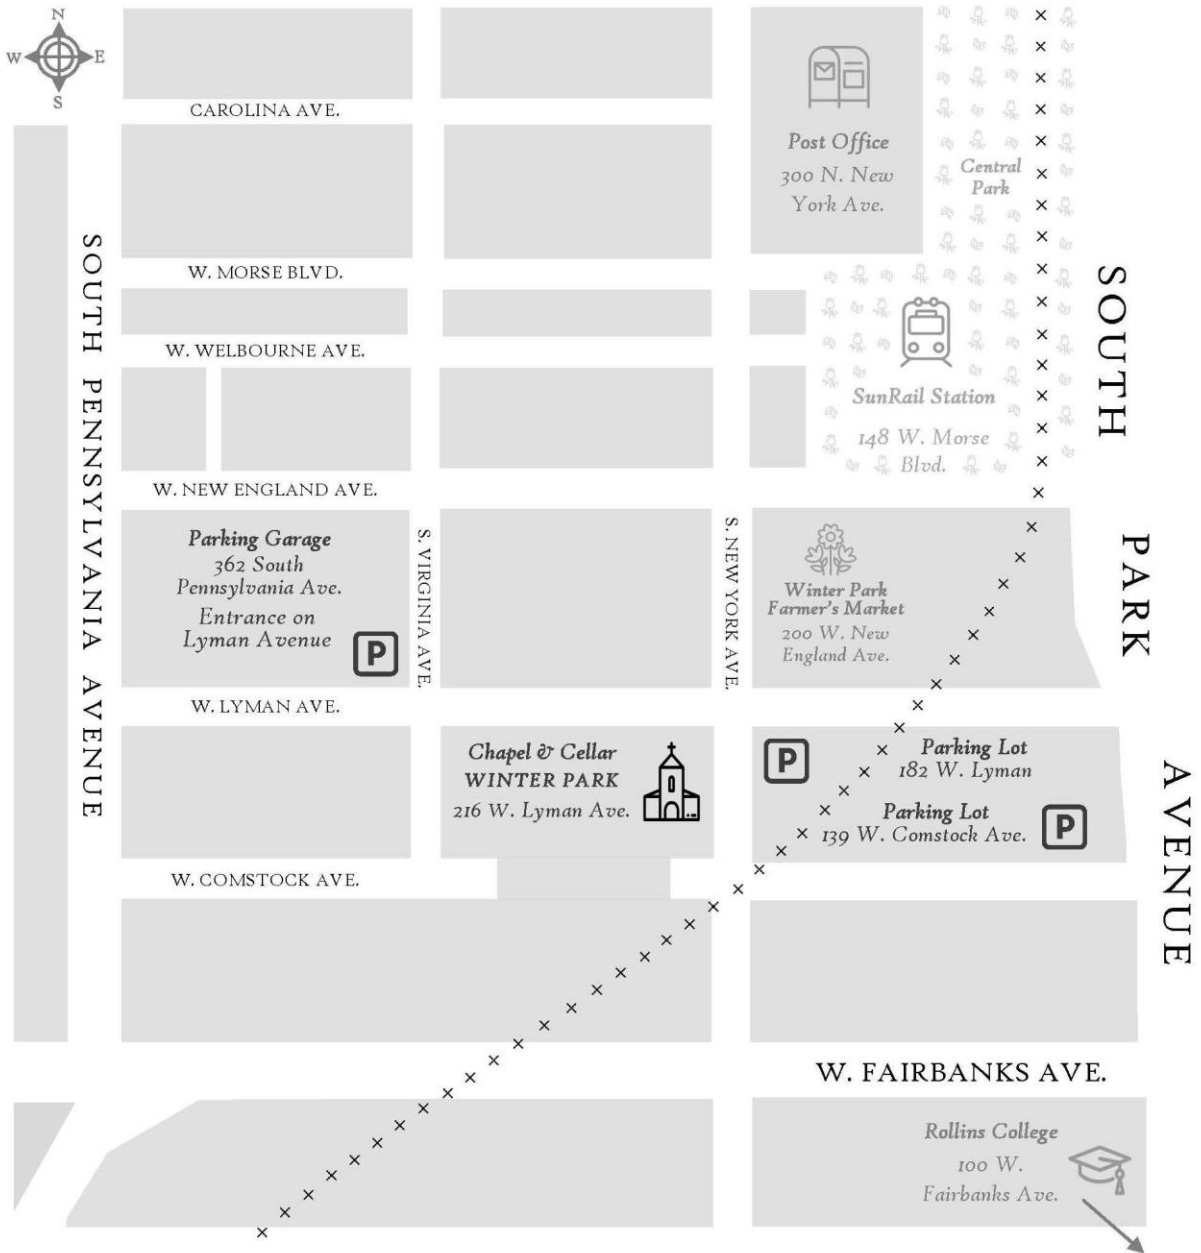 N
W E
S
CAROLINA AVE.
Post Office
300 N. New
York Ave.
Central
Park
W. MORSE BLVD.
W. WELBOURNE AVE.
SunRail Station
148 W. Morse
Blvd.
W. NEW ENGLAND AVE.
SOUTH PENNSYLVANIA AVENUE
Parking Garage
362 South
Pennsylvania Ave.
Entrance on
Lyman Avenue
P
S. VIRGINIA AVE.
S. NEW YORK AVE.
Winter Park
Farmer's Market
200 W. New
England Ave.
SOUTH PARK AVENUE
W. LYMAN AVE.
Chapel & Cellar
WINTER PARK
216 W. Lyman Ave.
P
Parking Lot
182 W. Lyman
Parking Lot
139 W. Comstock Ave.
P
W. COMSTOCK AVE.
W. FAIRBANKS AVE.
Rollins College
100 W.
Fairbanks Ave.